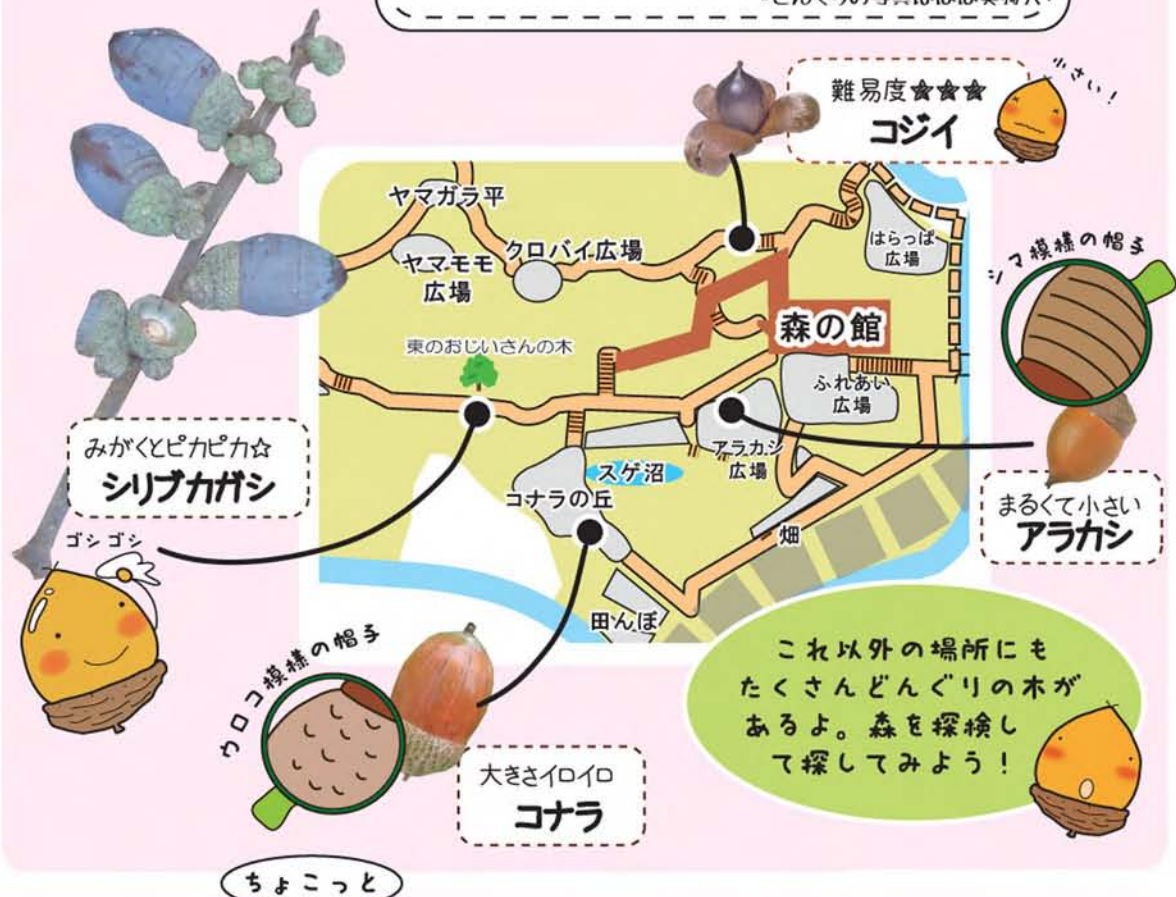 難易度★★★
コジイ
小さい！
ヤマガラ平
クロバイ広場
ヤマモモ
広場
はらっぱ
広場
シマ模様の帽子
森の館
東のおじいさんの木
ふれあい
広場
アラカシ
広場
スゲ沼
コナラの丘
畑
田んぼ
みがくとピカピカ☆
シリブカガシ
ゴシゴシ
まるくて小さい
アラカシ
ウロコ模様の帽子
大きさイロイロ
コナラ
これ以外の場所にも
たくさんどんぐりの木が
あるよ。森を探検し
て探してみよう！
ちょこっと